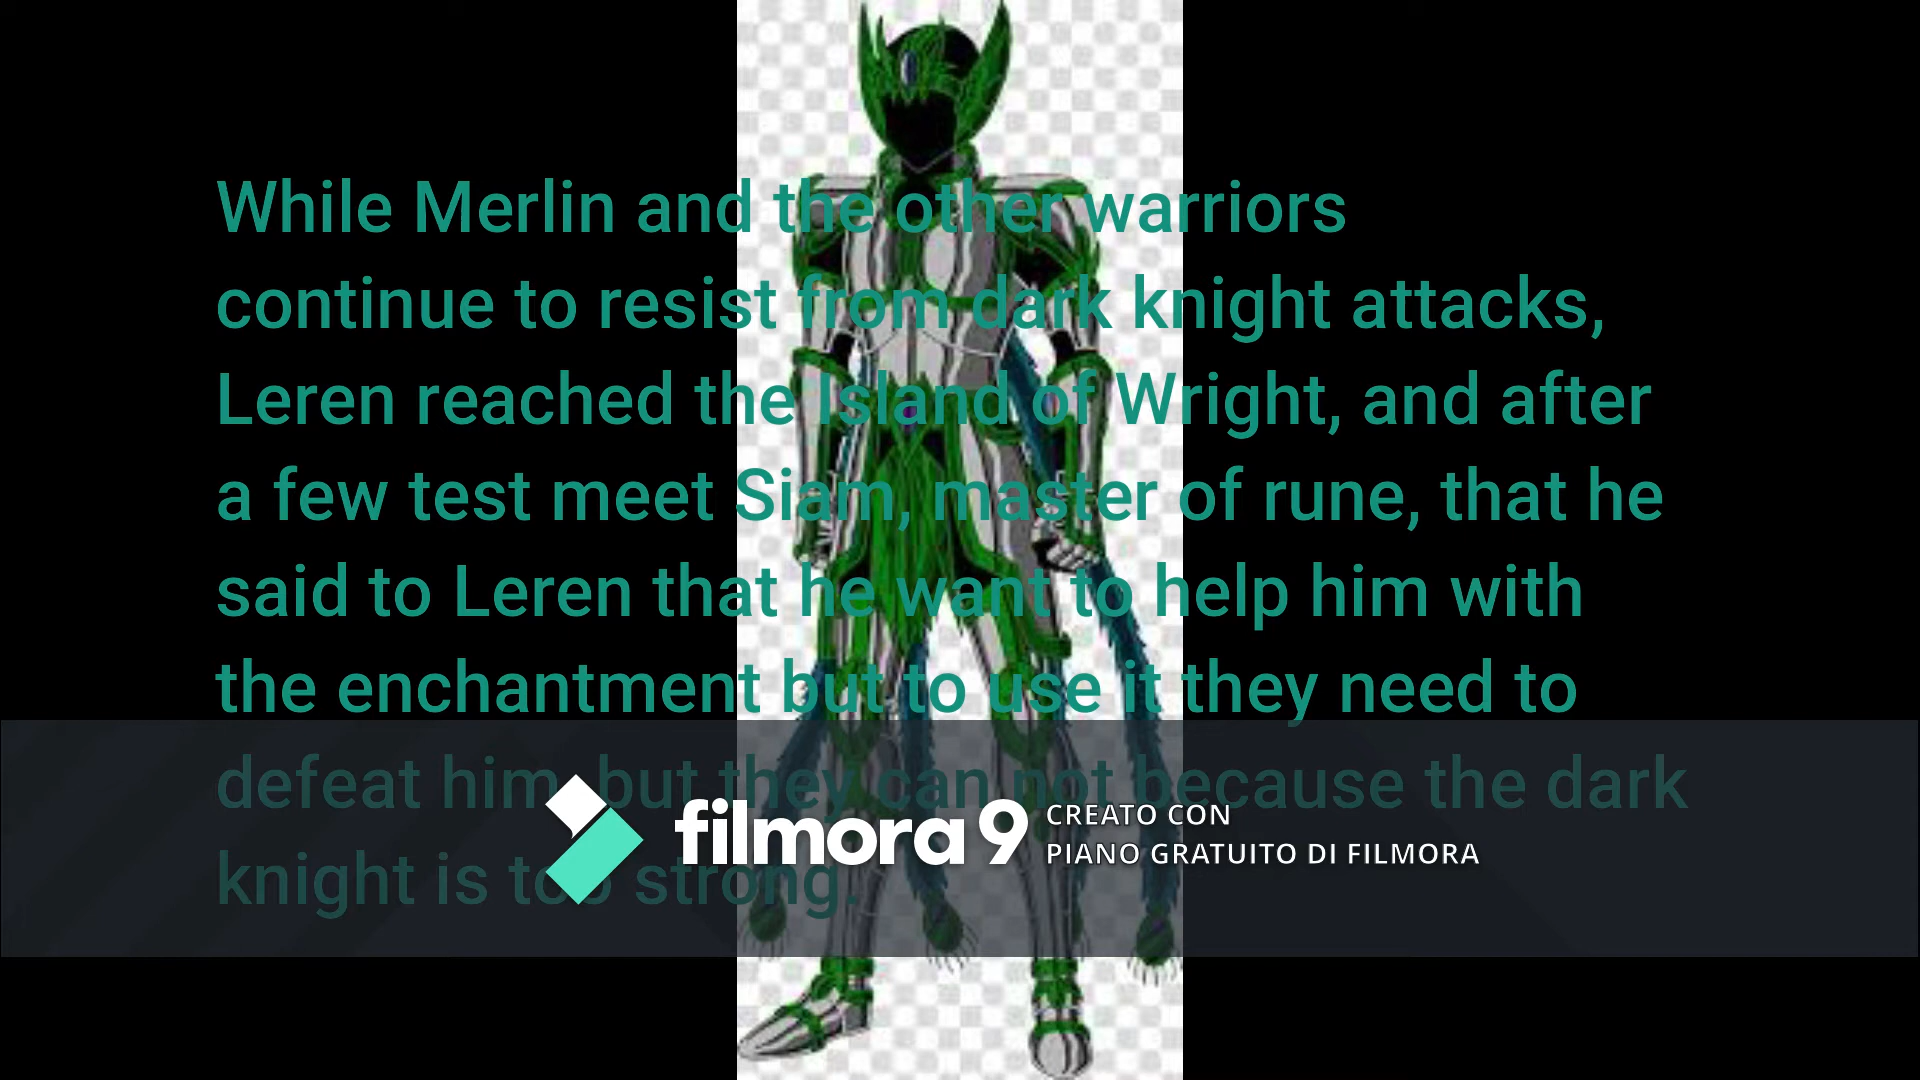 While Merlin and the other warriors
continue to resist from dark knight attacks,
Leren reached the Island of Wright, and after
a few test meet Siam, master of rune, that he
said to Leren that he want to help him with
the enchantment but to use it they need to
defeat him, but they can not because the dark
knight is too strong.
filmora9 CREATO CON
PIANO GRATUITO DI FILMORA